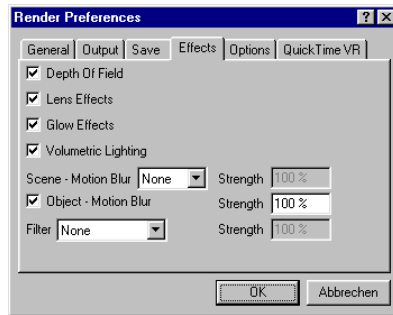 Render Preferences
General Output Save Effects Options QuickTime VR
Depth Of Field
Lens Effects
Glow Effects
Volumetric Lighting
Scene - Motion Blur None Strength 100 %
Object - Motion Blur Strength 100 %
Filter None Strength 100 %
OK Abbrechen